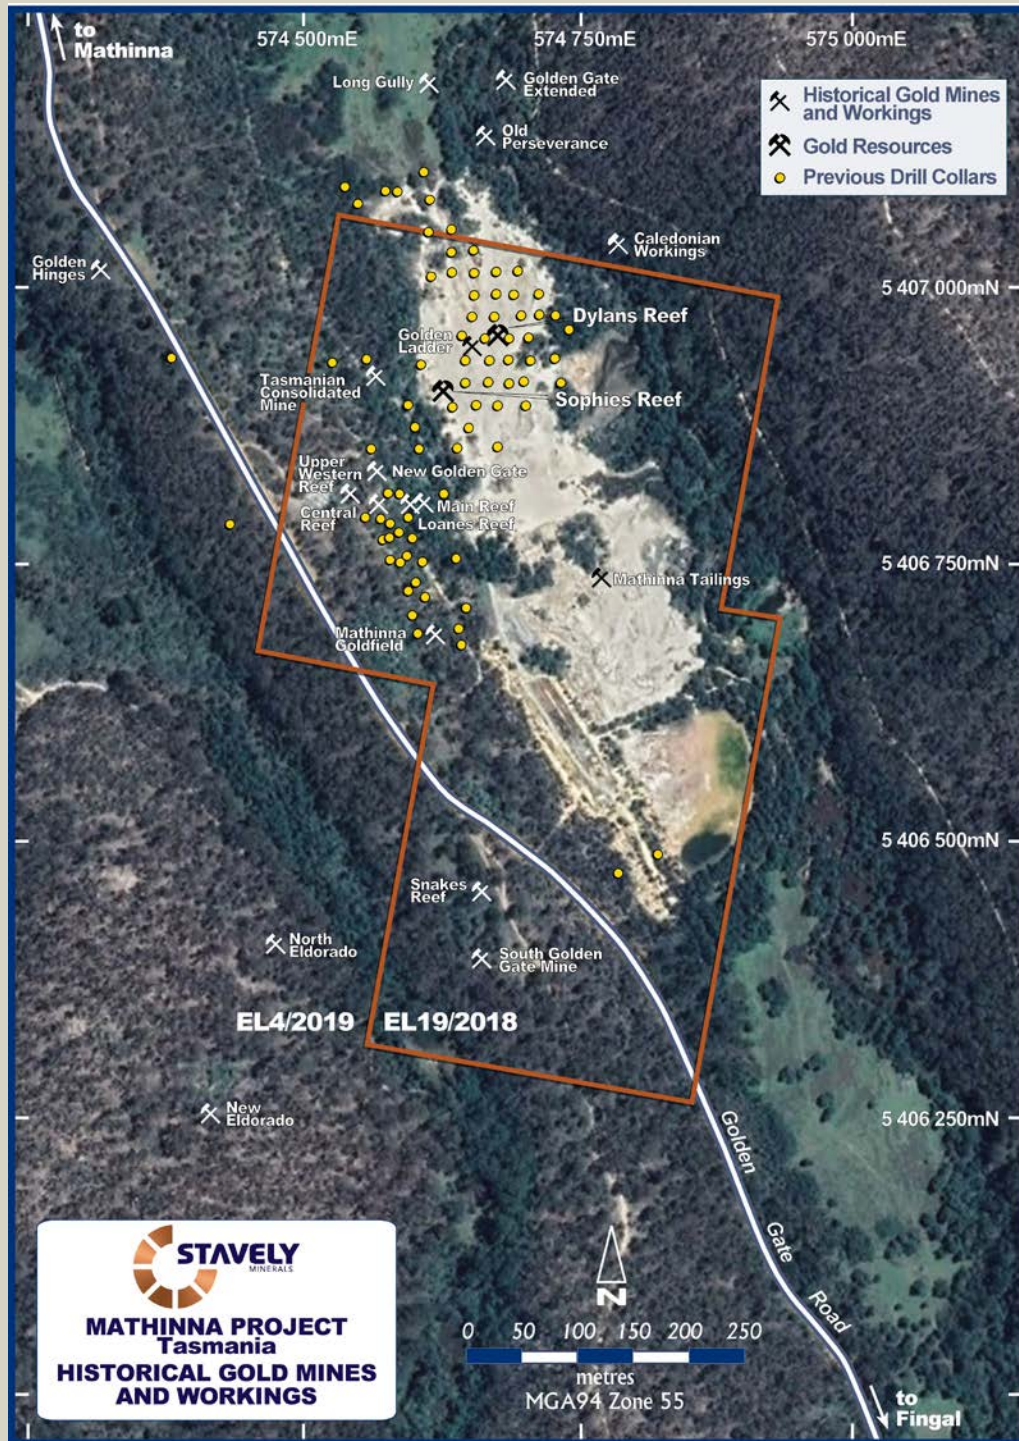 to
Mathinna
574 500mE
574 750mE
575 000mE
Long Gully
Golden Gate
Extended
Old
Perseverance
Historical Gold Mines
and Workings
Gold Resources
Previous Drill Collars
Golden
Hinges
Caledonian
Workings
5 407 000mN
Dylans Reef
Golden
Ladder
Tasmanian
Consolidated
Mine
Sophies Reef
Upper
Western
Reef
New Golden Gate
Central
Reef
Main Reef
Loanes Reef
5 406 750mN
Mathinna Tailings
Mathinna
Goldfield
5 406 500mN
Snakes
Reef
North
Eldorado
South Golden
Gate Mine
EL4/2019
EL19/2018
New
Eldorado
5 406 250mN
Golden
Gate
Road
STAVELY
MINERALS
MATHINNA PROJECT
Tasmania
HISTORICAL GOLD MINES
AND WORKINGS
N
0 50 100 150 200 250
metres
MGA94 Zone 55
to
Fingal